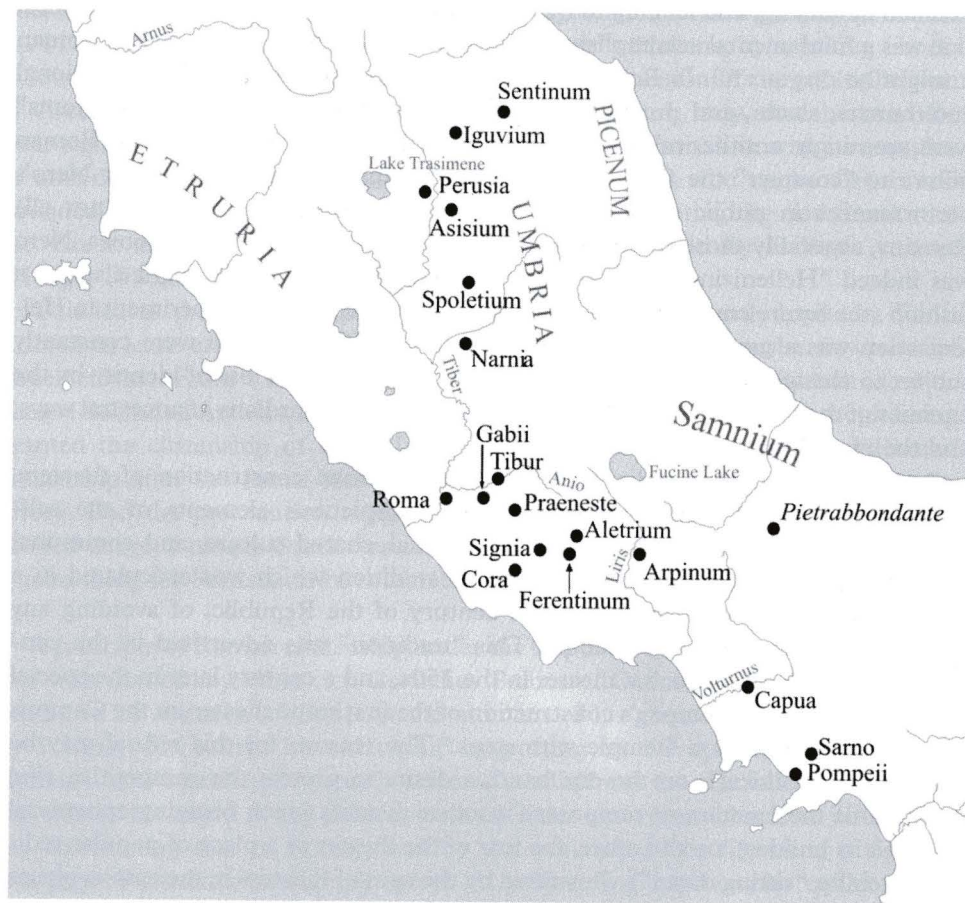 Arnus
Sentinum
Iguvium
PICENUM
ETRURIA
Lake Trasimene
Perusia
Asisium
UMBRIA
Spoletium
Narnia
Tiber
Samnium
Gabii
Tibur
Anio
Fucine Lake
Roma
Praeneste
Pietrabbondante
Aletrium
Signia
Liris
Arpinum
Cora
Ferentinum
Volturnus
Capua
Sarno
Pompeii